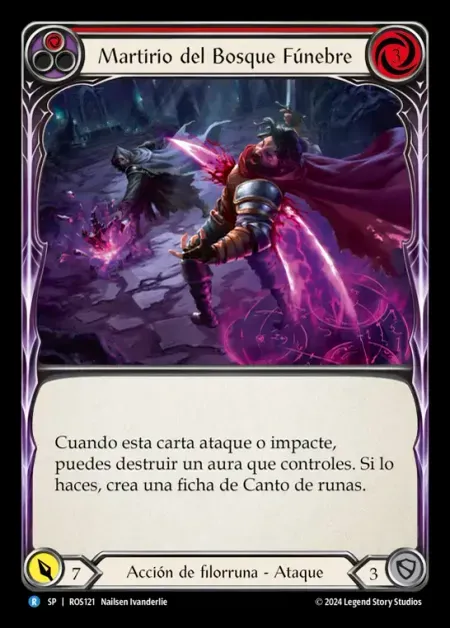 Martirio del Bosque Fúnebre
3
Cuando esta carta ataque o impacte,
puedes destruir un aura que controles. Si lo
haces, crea una ficha de Canto de runas.
7
Acción de filorruna - Ataque
3
R SP | ROS121 Nailsen Ivanderlie
© 2024 Legend Story Studios